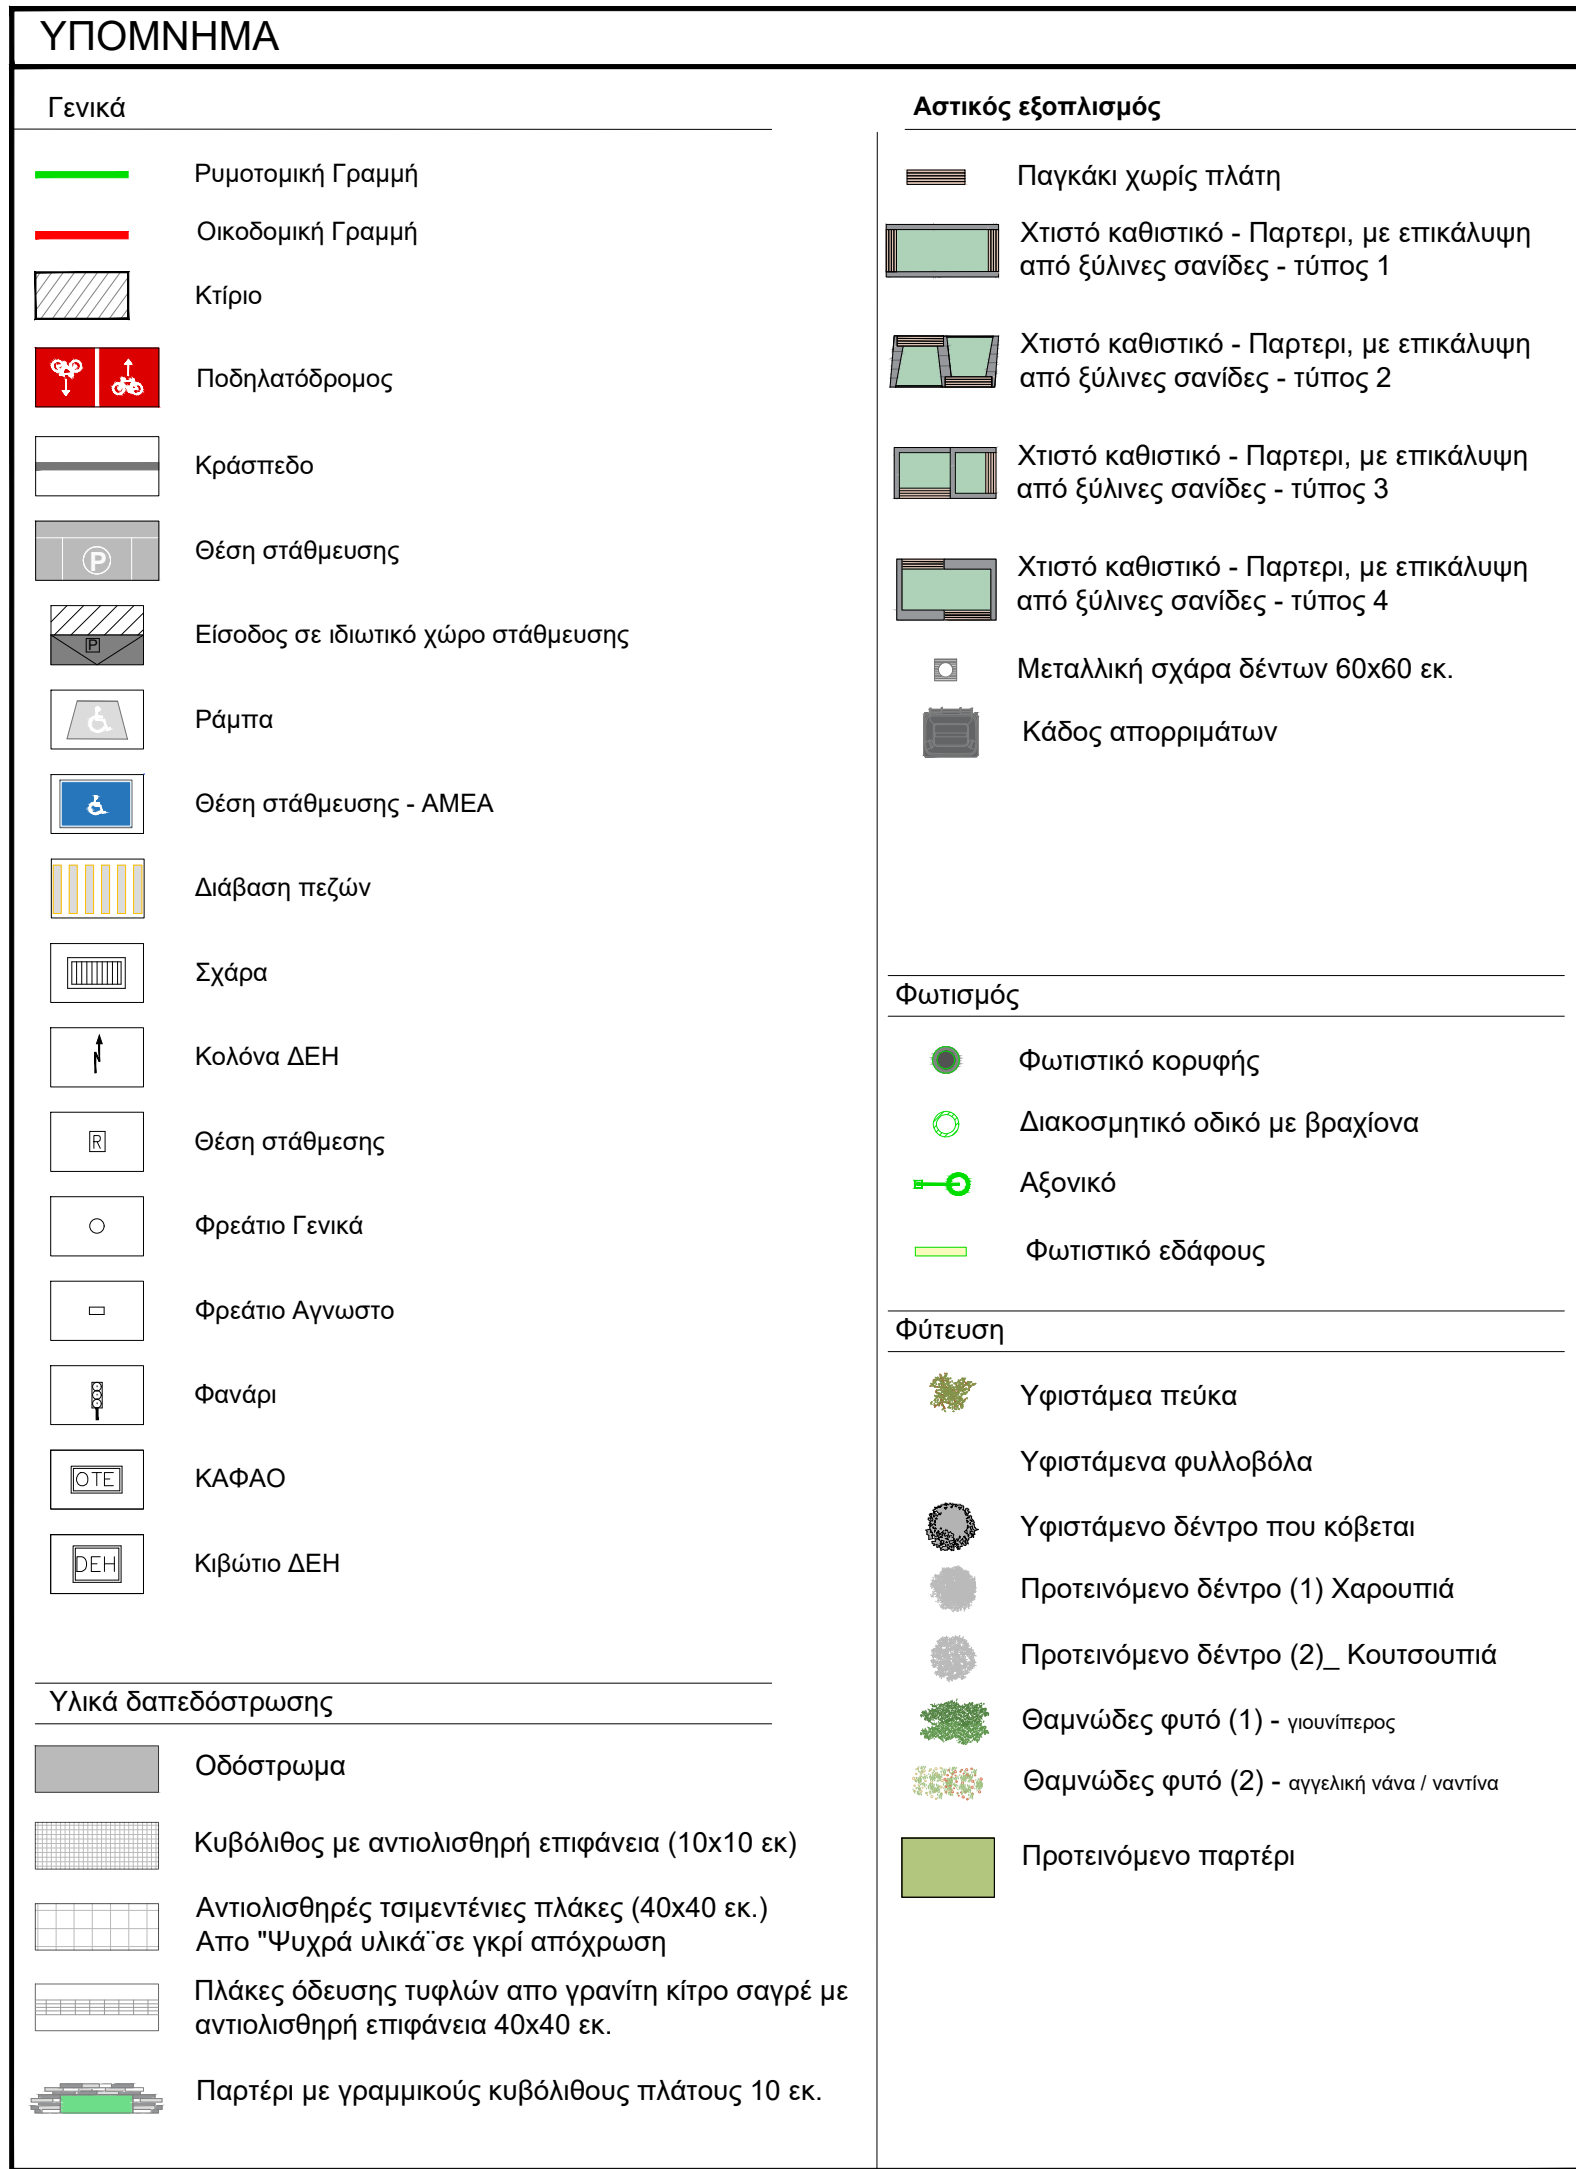 ΥΠΟΜΝΗΜΑ
Γενικά
Ρυμοτομική Γραμμή
Οικοδομική Γραμμή
Κτίριο
Ποδηλατόδρομος
Κράσπεδο
P
Θέση στάθμευσης
P
Είσοδος σε ιδιωτικό χώρο στάθμευσης
Ράμπα
Θέση στάθμευσης - ΑΜΕΑ
Διάβαση πεζών
Σχάρα
Κολόνα ΔΕΗ
R
Θέση στάθμεσης
Φρεάτιο Γενικά
Φρεάτιο Αγνωστο
Φανάρι
OTE
ΚΑΦΑΟ
DEH
Κιβώτιο ΔΕΗ
Υλικά δαπεδόστρωσης
Οδόστρωμα
Κυβόλιθος με αντιολισθηρή επιφάνεια (10x10 εκ)
Αντιολισθηρές τσιμεντένιες πλάκες (40x40 εκ.)
Απο "Ψυχρά υλικά¨σε γκρί απόχρωση
Πλάκες όδευσης τυφλών απο γρανίτη κίτρο σαγρέ με
αντιολισθηρή επιφάνεια 40x40 εκ.
Παρτέρι με γραμμικούς κυβόλιθους πλάτους 10 εκ.
Αστικός εξοπλισμός
Παγκάκι χωρίς πλάτη
Χτιστό καθιστικό - Παρτερι, με επικάλυψη
από ξύλινες σανίδες - τύπος 1
Χτιστό καθιστικό - Παρτερι, με επικάλυψη
από ξύλινες σανίδες - τύπος 2
Χτιστό καθιστικό - Παρτερι, με επικάλυψη
από ξύλινες σανίδες - τύπος 3
Χτιστό καθιστικό - Παρτερι, με επικάλυψη
από ξύλινες σανίδες - τύπος 4
Μεταλλική σχάρα δέντων 60x60 εκ.
Κάδος απορριμάτων
Φωτισμός
Φωτιστικό κορυφής
Διακοσμητικό οδικό με βραχίονα
Αξονικό
Φωτιστικό εδάφους
Φύτευση
Υφιστάμεα πεύκα
Υφιστάμενα φυλλοβόλα
Υφιστάμενο δέντρο που κόβεται
Προτεινόμενο δέντρο (1) Χαρουπιά
Προτεινόμενο δέντρο (2)_ Κουτσουπιά
Θαμνώδες φυτό (1) - γιουνίπερος
Θαμνώδες φυτό (2) - αγγελική νάνα / ναντίνα
Προτεινόμενο παρτέρι